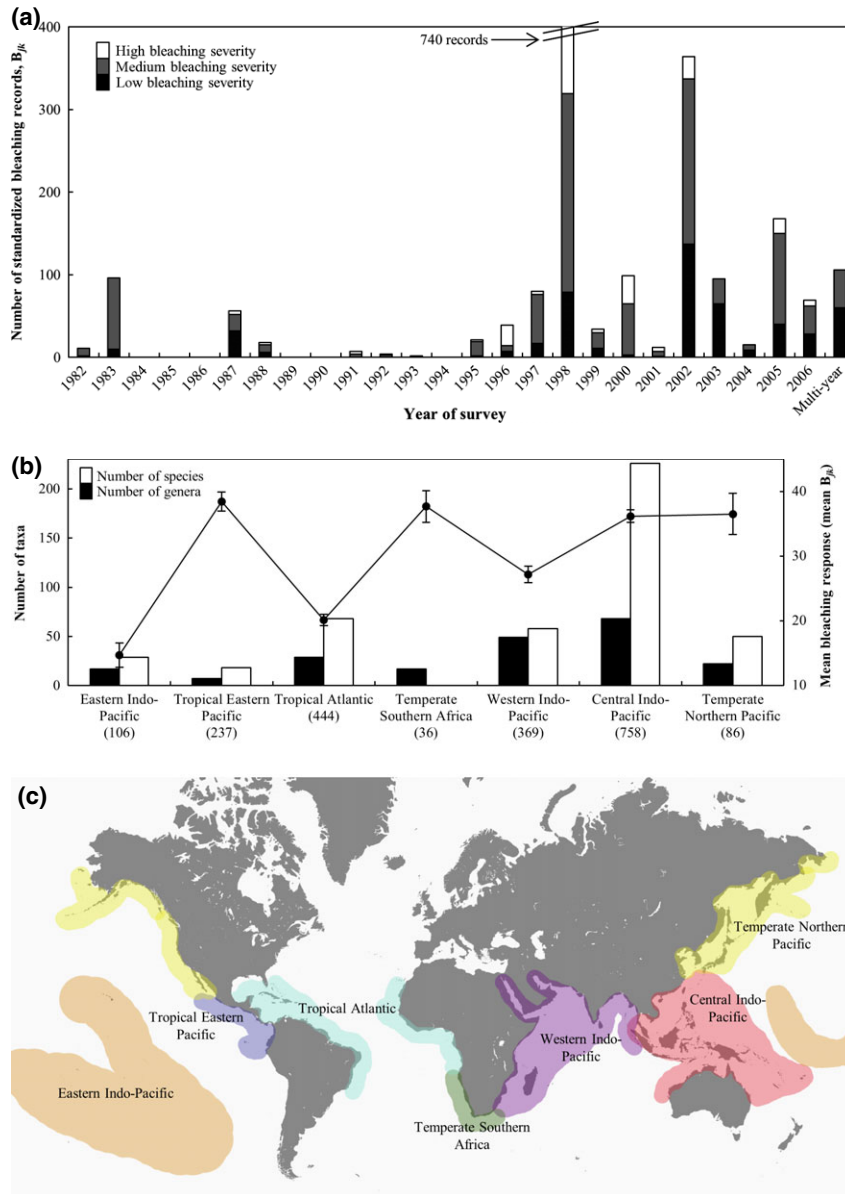 (a)
400
300
200
100
0
Number of standardized bleaching records, Bjk
High bleaching severity
Medium bleaching severity
Low bleaching severity
740 records
1982
1983
1984
1985
1986
1987
1988
1989
1990
1991
1992
1993
1994
1995
1996
1997
1998
1999
2000
2001
2002
2003
2004
2005
2006
Multi-year
Year of survey
(b)
Number of species
Number of genera
200
150
100
50
0
Number of taxa
40
30
20
10
Mean bleaching response (mean Bjk)
Eastern Indo-
Pacific
(106)
Tropical Eastern
Pacific
(237)
Tropical Atlantic
(444)
Temperate
Southern Africa
(36)
Western Indo-
Pacific
(369)
Central Indo-
Pacific
(758)
Temperate
Northern Pacific
(86)
(c)
Temperate Northern
Pacific
Central Indo-
Pacific
Tropical Atlantic
Tropical Eastern
Pacific
Western Indo-
Pacific
Eastern Indo-Pacific
Temperate Southern
Africa